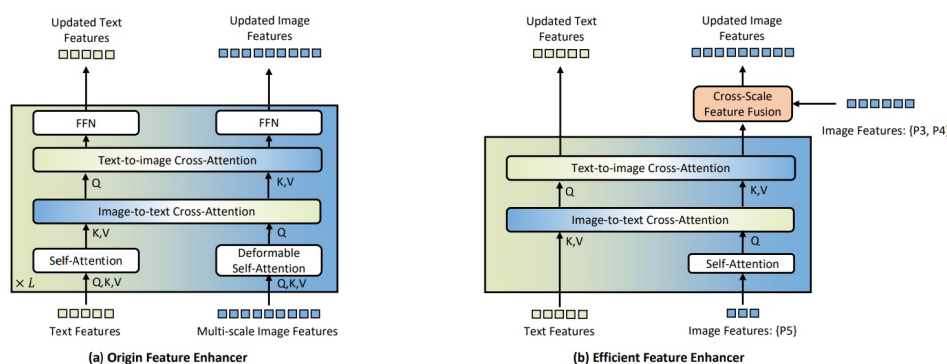 Updated Text
Features
Updated Image
Features
FFN
FFN
Text-to-image Cross-Attention
Q
K,V
Image-to-text Cross-Attention
K,V
Q
Self-Attention
Deformable
Self-Attention
× L
Q,K,V
Q,K,V
Text Features
Multi-scale Image Features
(a) Origin Feature Enhancer
Updated Text
Features
Updated Image
Features
Cross-Scale
Feature Fusion
Image Features: {P3, P4}
Text-to-image Cross-Attention
Q
K,V
Image-to-text Cross-Attention
K,V
Q
Self-Attention
Text Features
Image Features: {P5}
(b) Efficient Feature Enhancer